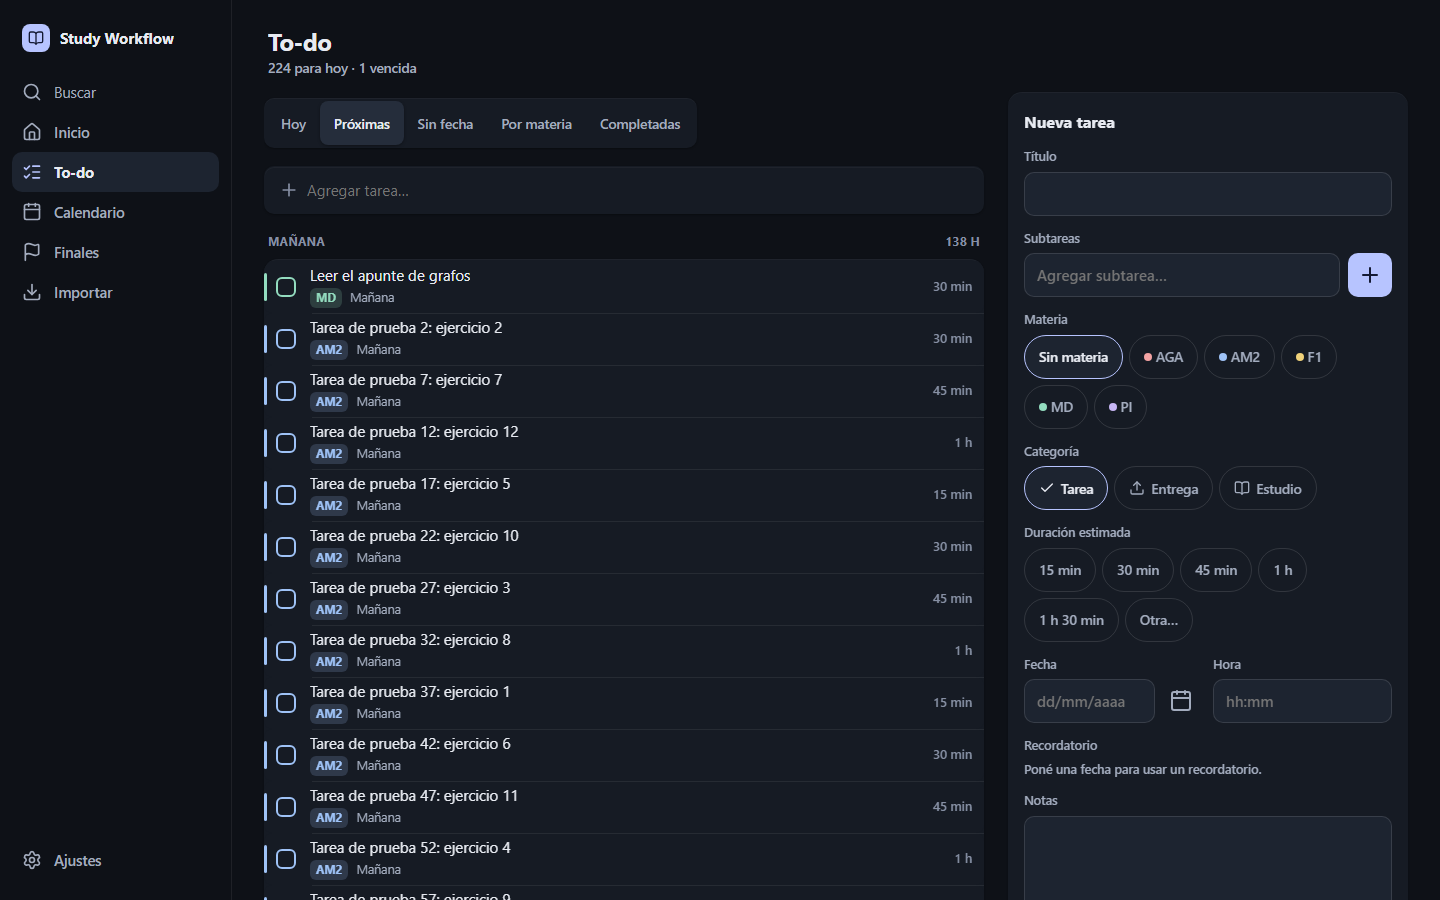 Study Workflow
Buscar
Inicio
To-do
Calendario
Finales
Importar
Ajustes
To-do
224 para hoy · 1 vencida
Hoy
Próximas
Sin fecha
Por materia
Completadas
Agregar tarea...
MAÑANA
138 H
Leer el apunte de grafos
MD Mañana
30 min
Tarea de prueba 2: ejercicio 2
AM2 Mañana
30 min
Tarea de prueba 7: ejercicio 7
AM2 Mañana
45 min
Tarea de prueba 12: ejercicio 12
AM2 Mañana
1 h
Tarea de prueba 17: ejercicio 5
AM2 Mañana
15 min
Tarea de prueba 22: ejercicio 10
AM2 Mañana
30 min
Tarea de prueba 27: ejercicio 3
AM2 Mañana
45 min
Tarea de prueba 32: ejercicio 8
AM2 Mañana
1 h
Tarea de prueba 37: ejercicio 1
AM2 Mañana
15 min
Tarea de prueba 42: ejercicio 6
AM2 Mañana
30 min
Tarea de prueba 47: ejercicio 11
AM2 Mañana
45 min
Tarea de prueba 52: ejercicio 4
AM2 Mañana
1 h
Tarea de prueba 57: ejercicio 9
Nueva tarea
Título
Subtareas
Agregar subtarea...
Materia
Sin materia
AGA
AM2
F1
MD
PI
Categoría
Tarea
Entrega
Estudio
Duración estimada
15 min
30 min
45 min
1 h
1 h 30 min
Otra...
Fecha
Hora
dd/mm/aaaa
hh:mm
Recordatorio
Poné una fecha para usar un recordatorio.
Notas